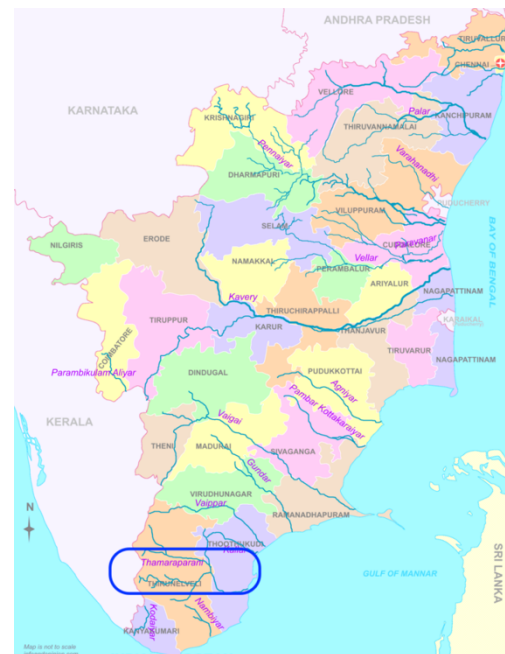 ANDHRA PRADESH
TIRUVALLUR
CHENNAI
VELLORE
KARNATAKA
Palar
KANCHIPURAM
KRISHNAGIRI
THIRUVANNAMALAI
Pennaiyar
Varahanadhi
DHARMAPURI
PUDUCHERRY
VILUPPURAM
SELAM
ERODE
NILGIRIS
BAY OF BENGAL
Vellar
NAMAKKAL
PERAMBALUR
ARIYALUR
NAGAPATTINAM
Kavery
THIRUCHIRAPPALLI
TIRUPPUR
KARUR
THANJAVUR
KARAIKAL
COIMBATORE
TIRUVARUR
NAGAPATTINAM
PUDUKKOTTAI
Parambikulam Aliyar
DINDUGAL
Agniyar
Pambar Kottakaraiyar
KERALA
Vaigai
THENI
MADURAI
SIVAGANGA
Gundar
VIRUDHUNAGAR
Vaippar
RAMANADHAPURAM
N
THOOTHUKUDI
Thamaraparani
SRI LANKA
GULF OF MANNAR
TIRUNELVELI
Nambiyar
Kodaiyar
KANYAKUMARI
Map is not to scale